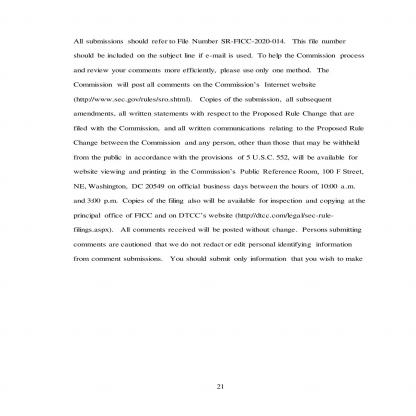 All submissions should refer to File Number SR-FICC-2020-014. This file number
should be included on the subject line if e-mail is used. To help the Commission process
and review your comments more efficiently, please use only one method. The
Commission will post all comments on the Commission's Internet website
(http://www.sec.gov/rules/sro.shtml). Copies of the submission, all subsequent
amendments, all written statements with respect to the Proposed Rule Change that are
filed with the Commission, and all written communications relating to the Proposed Rule
Change between the Commission and any person, other than those that may be withheld
from the public in accordance with the provisions of 5 U.S.C. 552, will be available for
website viewing and printing in the Commission's Public Reference Room, 100 F Street,
NE, Washington, DC 20549 on official business days between the hours of 10:00 a.m.
and 3:00 p.m. Copies of the filing also will be available for inspection and copying at the
principal office of FICC and on DTCC's website (http://dtcc.com/legal/sec-rule-
filings.aspx). All comments received will be posted without change. Persons submitting
comments are cautioned that we do not redact or edit personal identifying information
from comment submissions. You should submit only information that you wish to make
21